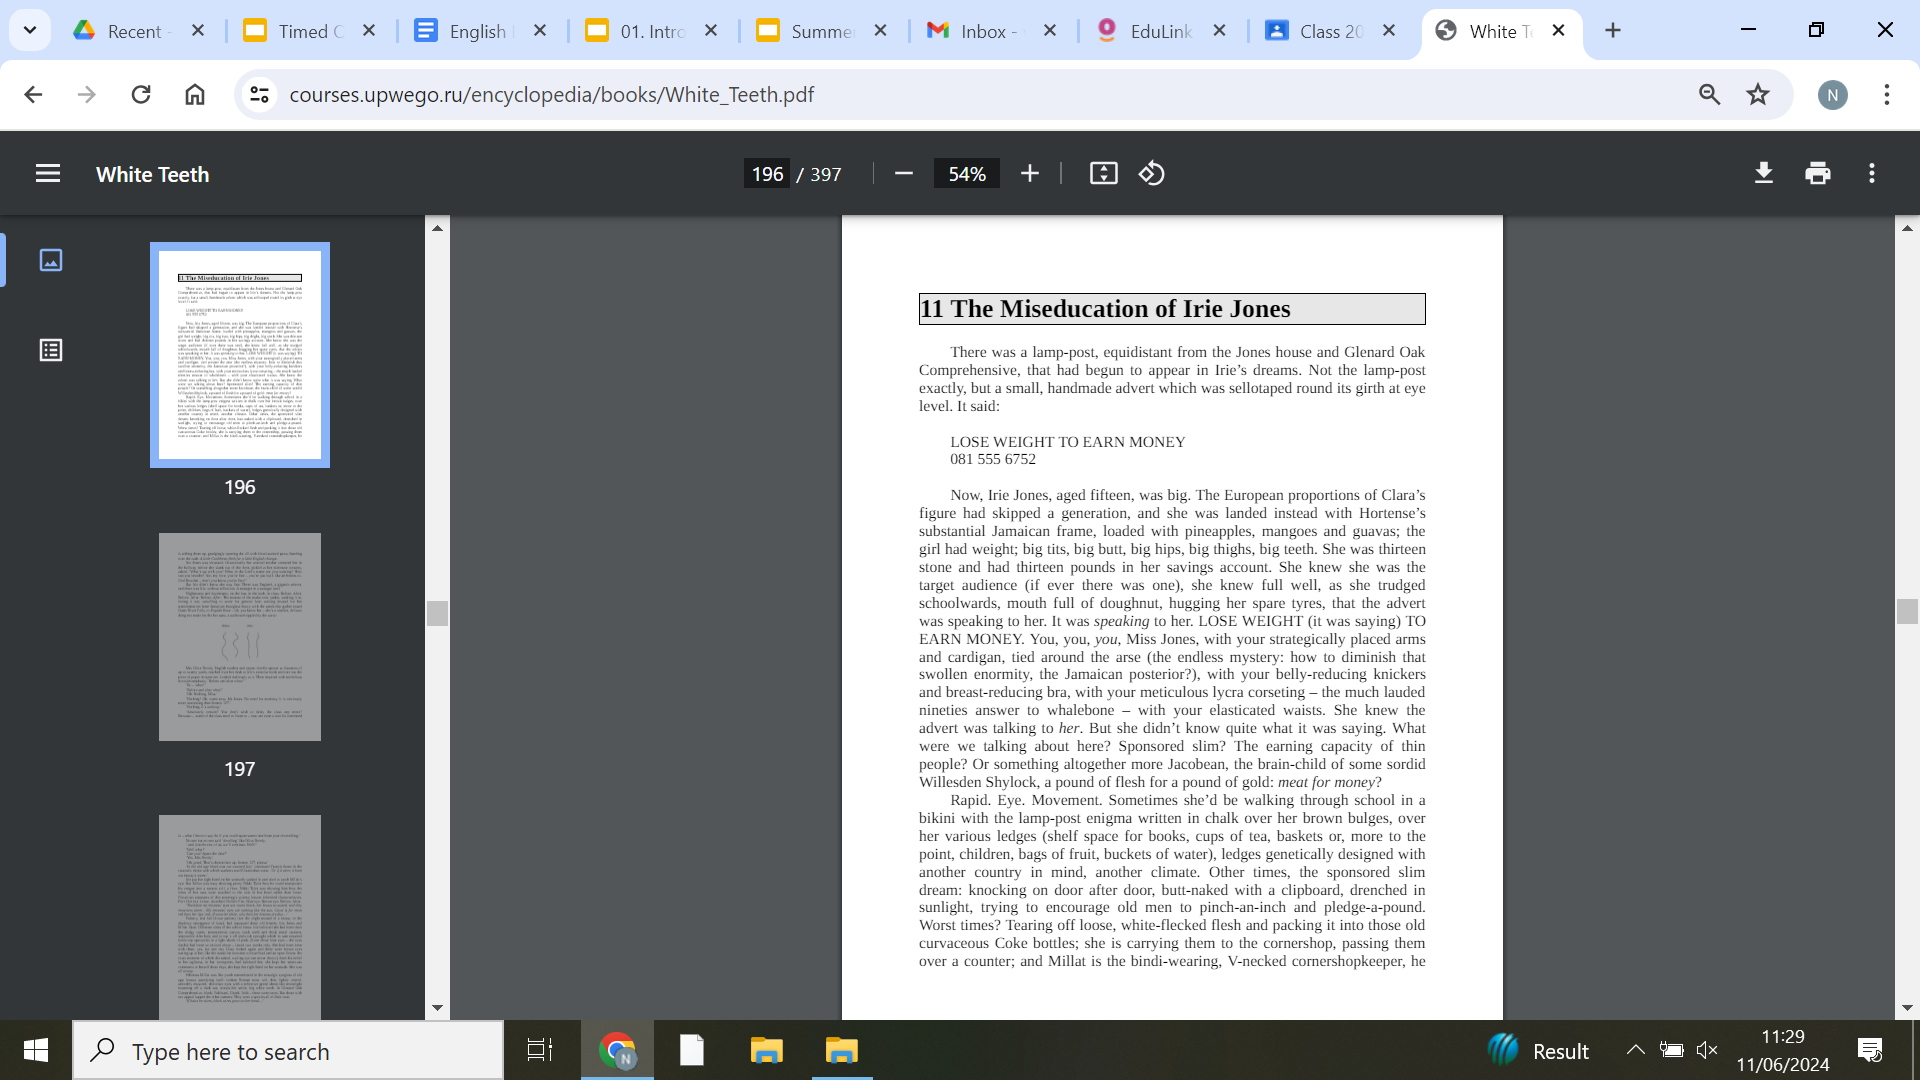 Recent
Timed C
English
01. Intro
Summe
Inbox -
EduLink
Class 20
White T
courses.upwego.ru/encyclopedia/books/White_Teeth.pdf
N
White Teeth
196 / 397
54%
196
197
11 The Miseducation of Irie Jones
There was a lamp-post, equidistant from the Jones house and Glenard Oak
Comprehensive, that had begun to appear in Irie’s dreams. Not the lamp-post
exactly, but a small, handmade advert which was sellotaped round its girth at eye
level. It said:
LOSE WEIGHT TO EARN MONEY
081 555 6752
Now, Irie Jones, aged fifteen, was big. The European proportions of Clara’s
figure had skipped a generation, and she was landed instead with Hortense’s
substantial Jamaican frame, loaded with pineapples, mangoes and guavas; the
girl had weight; big tits, big butt, big hips, big thighs, big teeth. She was thirteen
stone and had thirteen pounds in her savings account. She knew she was the
target audience (if ever there was one), she knew full well, as she trudged
schoolwards, mouth full of doughnut, hugging her spare tyres, that the advert
was speaking to her. It was speaking to her. LOSE WEIGHT (it was saying) TO
EARN MONEY. You, you, you, Miss Jones, with your strategically placed arms
and cardigan, tied around the arse (the endless mystery: how to diminish that
swollen enormity, the Jamaican posterior?), with your belly-reducing knickers
and breast-reducing bra, with your meticulous lycra corseting – the much lauded
nineties answer to whalebone – with your elasticated waists. She knew the
advert was talking to her. But she didn’t know quite what it was saying. What
were we talking about here? Sponsored slim? The earning capacity of thin
people? Or something altogether more Jacobean, the brain-child of some sordid
Willesden Shylock, a pound of flesh for a pound of gold: meat for money?
Rapid. Eye. Movement. Sometimes she’d be walking through school in a
bikini with the lamp-post enigma written in chalk over her brown bulges, over
her various ledges (shelf space for books, cups of tea, baskets or, more to the
point, children, bags of fruit, buckets of water), ledges genetically designed with
another country in mind, another climate. Other times, the sponsored slim
dream: knocking on door after door, butt-naked with a clipboard, drenched in
sunlight, trying to encourage old men to pinch-an-inch and pledge-a-pound.
Worst times? Tearing off loose, white-flecked flesh and packing it into those old
curvaceous Coke bottles; she is carrying them to the cornershop, passing them
over a counter; and Millat is the bindi-wearing, V-necked cornershopkeeper, he
Type here to search
N
Result
11:29
11/06/2024